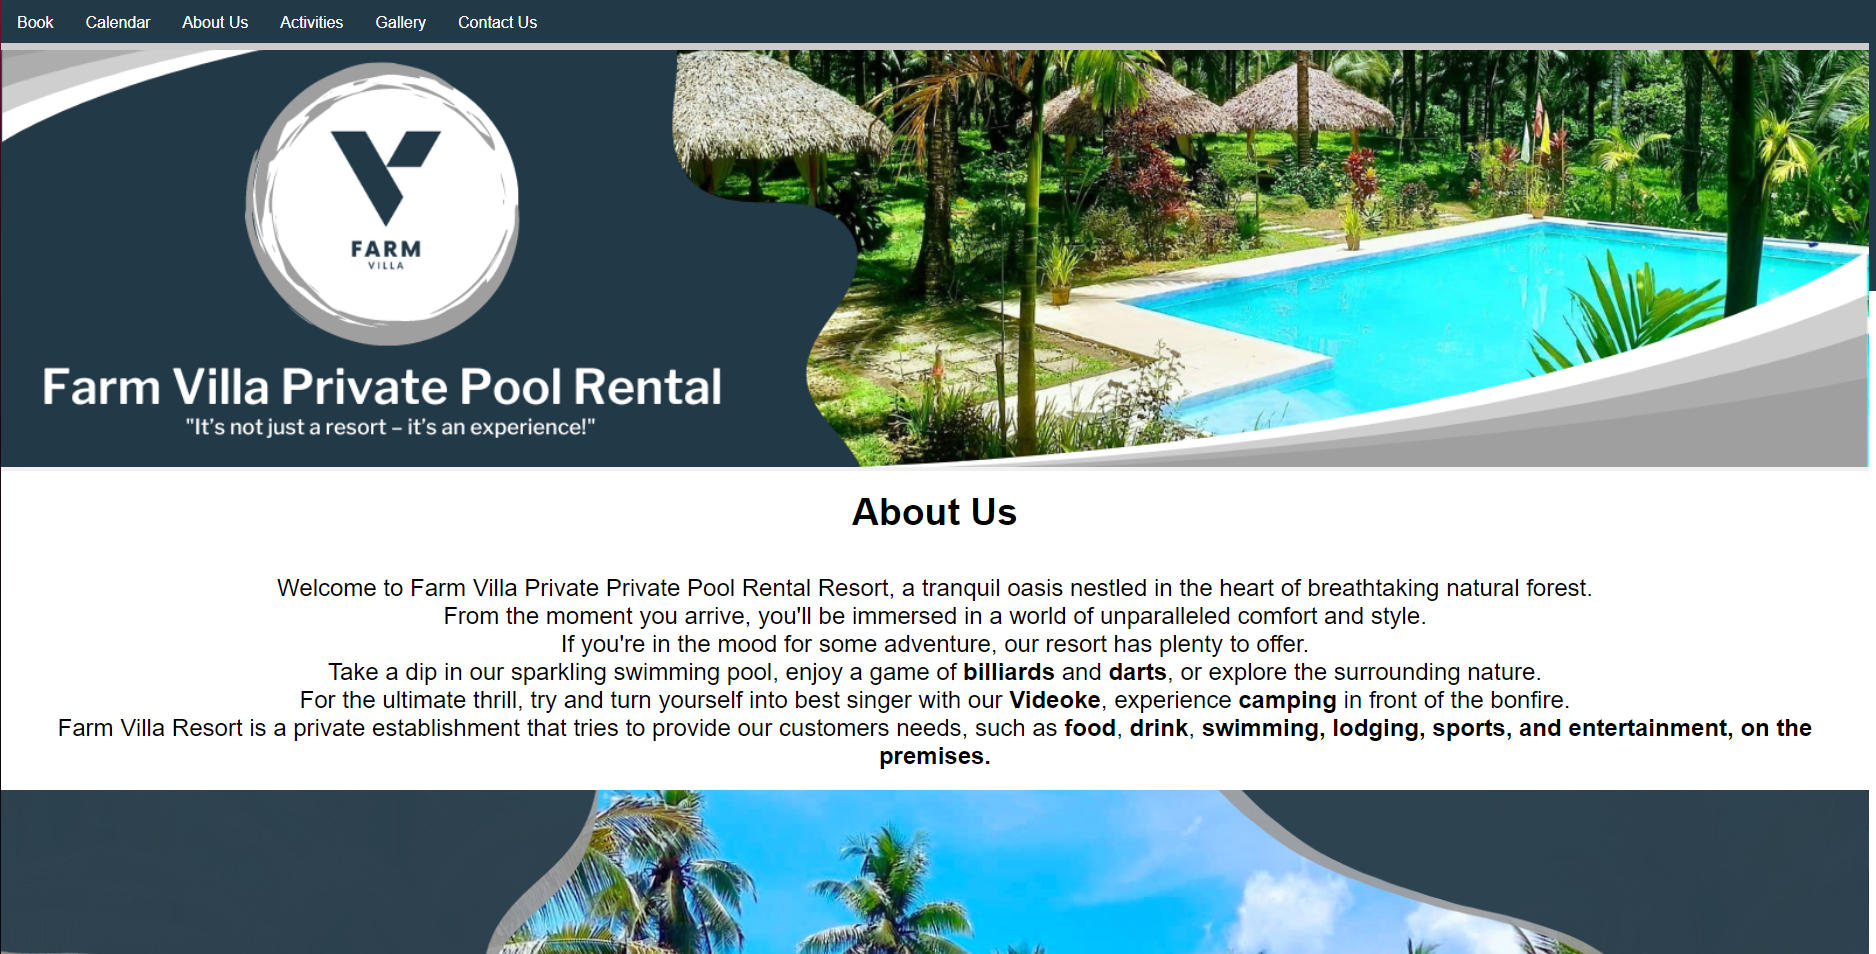 Book Calendar About Us Activities Gallery Contact Us
FARM
VILLA
Farm Villa Private Pool Rental
"It's not just a resort – it's an experience!"
About Us
Welcome to Farm Villa Private Private Pool Rental Resort, a tranquil oasis nestled in the heart of breathtaking natural forest.
From the moment you arrive, you'll be immersed in a world of unparalleled comfort and style.
If you're in the mood for some adventure, our resort has plenty to offer.
Take a dip in our sparkling swimming pool, enjoy a game of billiards and darts, or explore the surrounding nature.
For the ultimate thrill, try and turn yourself into best singer with our Videoke, experience camping in front of the bonfire.
Farm Villa Resort is a private establishment that tries to provide our customers needs, such as food, drink, swimming, lodging, sports, and entertainment, on the
premises.